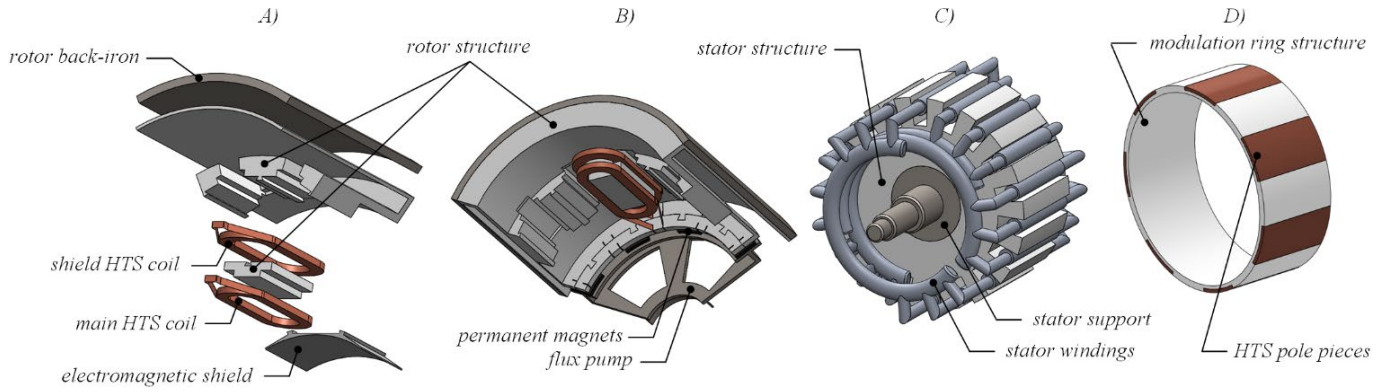 A)
B)
C)
D)
rotor back-iron
rotor structure
stator structure
modulation ring structure
shield HTS coil
main HTS coil
electromagnetic shield
permanent magnets
flux pump
stator support
stator windings
HTS pole pieces